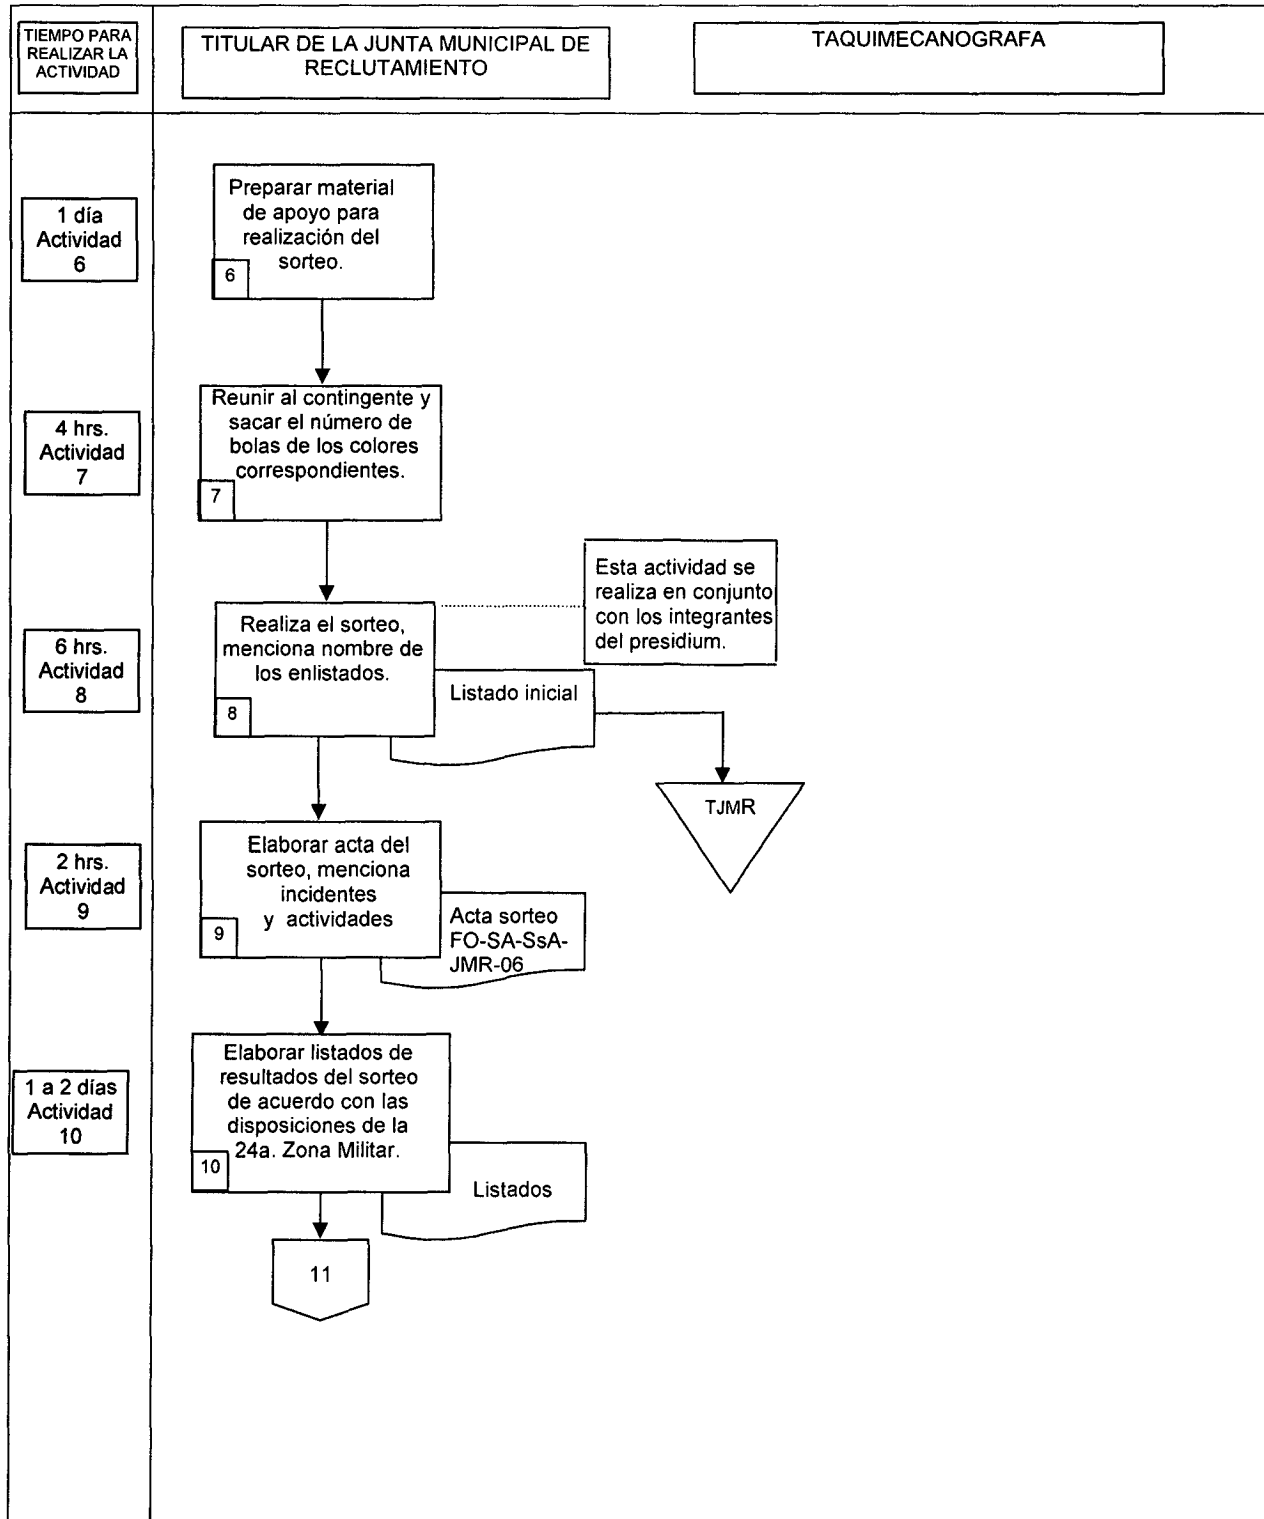 TIEMPO PARA
REALIZAR LA
ACTIVIDAD
TITULAR DE LA JUNTA MUNICIPAL DE
RECLUTAMIENTO
TAQUIMECANOGRAFA
1 día
Actividad
6
Preparar material
de apoyo para
realización del
sorteo.
6
4 hrs.
Actividad
7
Reunir al contingente y
sacar el número de
bolas de los colores
correspondientes.
7
Esta actividad se
realiza en conjunto
con los integrantes
del presidium.
6 hrs.
Actividad
8
Realiza el sorteo,
menciona nombre de
los enlistados.
8
Listado inicial
TJMR
2 hrs.
Actividad
9
Elaborar acta del
sorteo, menciona
incidentes
y actividades
9
Acta sorteo
FO-SA-SsA-
JMR-06
1 a 2 días
Actividad
10
Elaborar listados de
resultados del sorteo
de acuerdo con las
disposiciones de la
24a. Zona Militar.
10
Listados
11